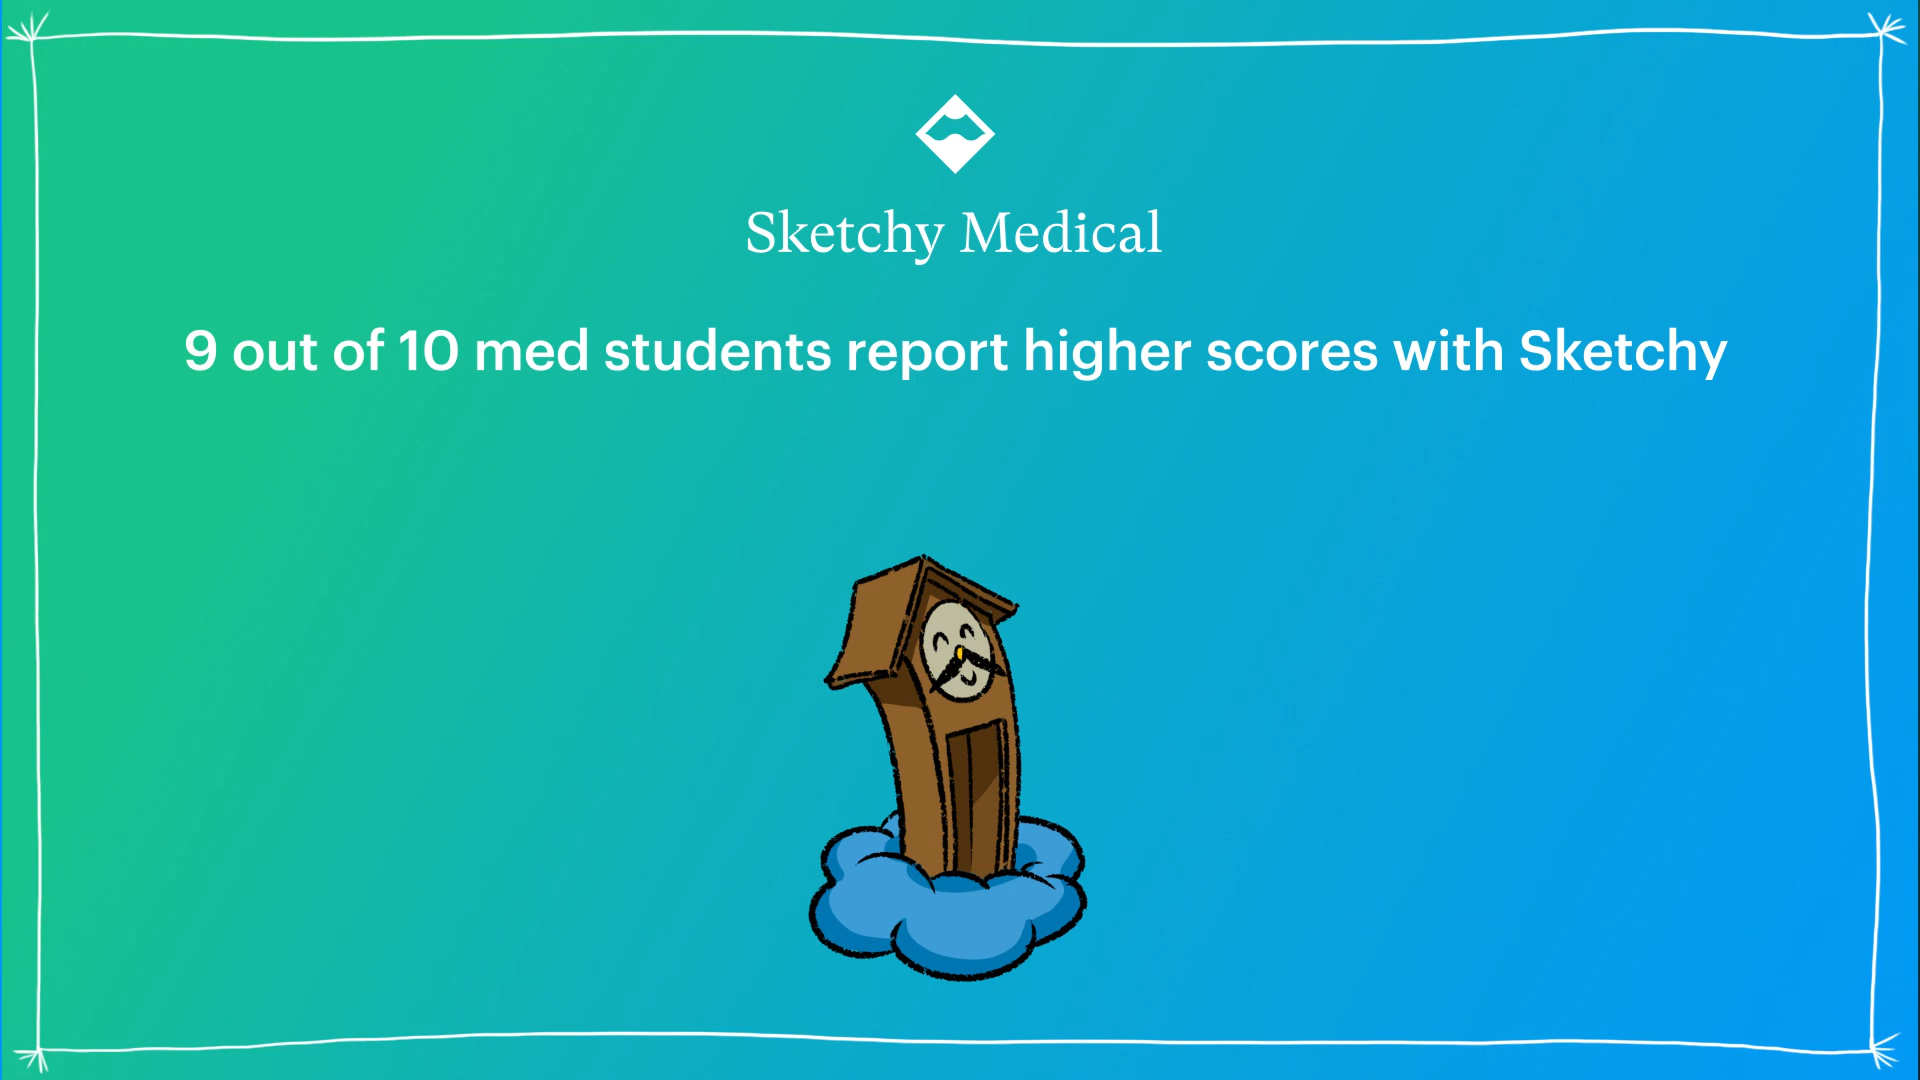 Sketchy Medical
9 out of 10 med students report higher scores with Sketchy